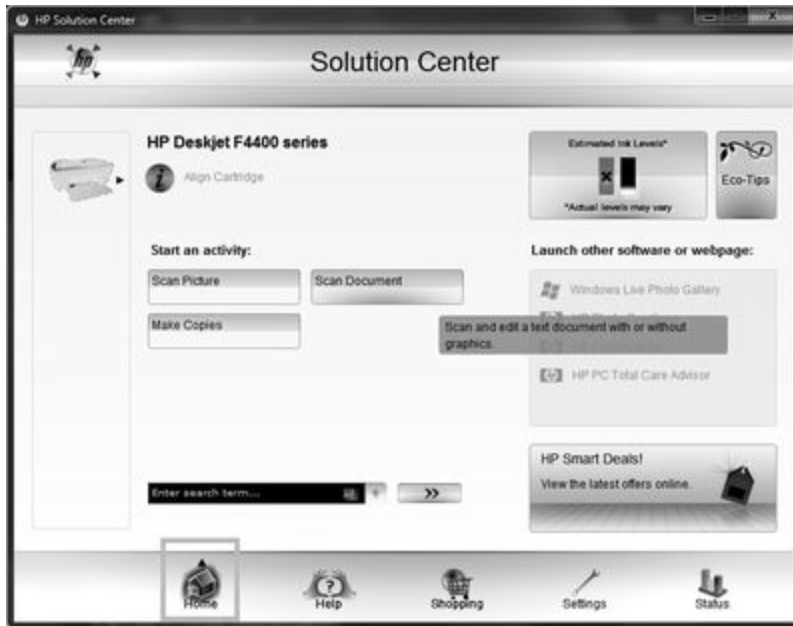 HP Solution Center
hp
Solution Center
HP Deskjet F4400 series
Align Cartridge
Estimated Ink Levels*
*Actual levels may vary
Eco-Tips
Start an activity:
Scan Picture
Scan Document
Make Copies
Launch other software or webpage:
Windows Live Photo Gallery
Scan and edit a text document with or without
graphics.
HP PC Total Care Advisor
HP Smart Deals!
View the latest offers online.
Enter search term...
Home
Help
Shopping
Settings
Status